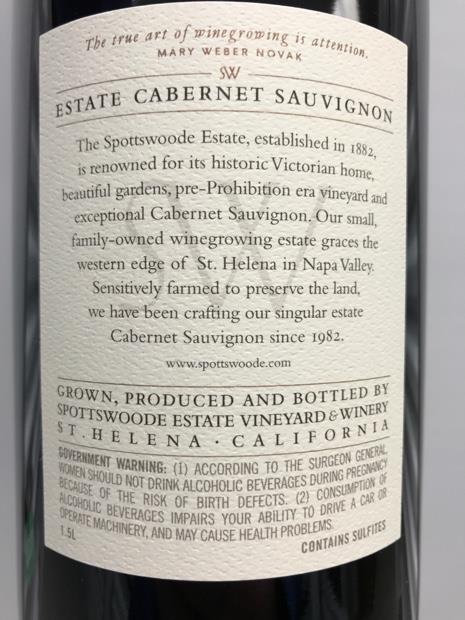 The true art of winegrowing is attention.
MARY WEBER NOVAK
SW
ESTATE CABERNET SAUVIGNON
The Spottswoode Estate, established in 1882,
is renowned for its historic Victorian home,
beautiful gardens, pre-Prohibition era vineyard and
exceptional Cabernet Sauvignon. Our small,
family-owned winegrowing estate graces the
western edge of St. Helena in Napa Valley.
Sensitively farmed to preserve the land,
we have been crafting our singular estate
Cabernet Sauvignon since 1982.
www.spottswoode.com
GROWN, PRODUCED AND BOTTLED BY
SPOTTSWOODE ESTATE VINEYARD & WINERY
ST. HELENA · CALIFORNIA
GOVERNMENT WARNING: (1) ACCORDING TO THE SURGEON GENERAL,
WOMEN SHOULD NOT DRINK ALCOHOLIC BEVERAGES DURING PREGNANCY
BECAUSE OF THE RISK OF BIRTH DEFECTS. (2) CONSUMPTION OF
ALCOHOLIC BEVERAGES IMPAIRS YOUR ABILITY TO DRIVE A CAR OR
OPERATE MACHINERY, AND MAY CAUSE HEALTH PROBLEMS.
1.5L CONTAINS SULFITES